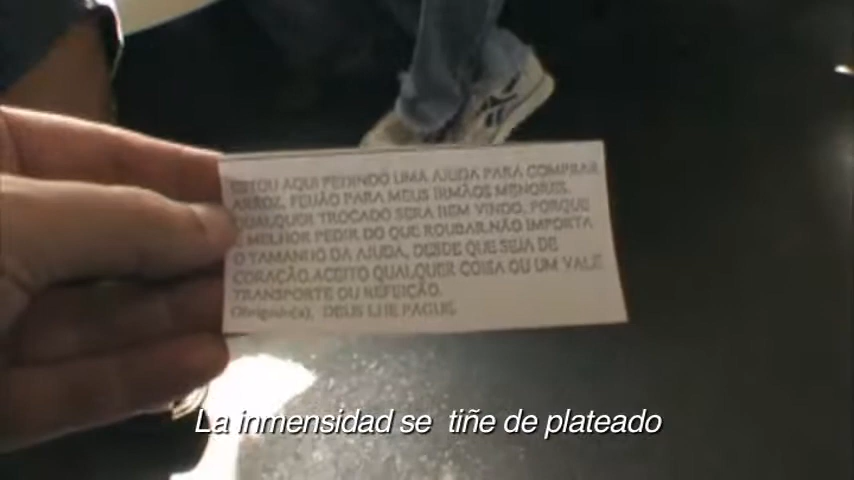 ESTOU AQUI PEDINDO UMA AJUDA PARA COMPRAR
ARROZ, FEIJÃO PARA MEUS IRMÃOS MENORES.
QUALQUER TROCADO SERA BEM VINDO, PORQUE
É MELHOR PEDIR DO QUE ROUBAR.NÃO IMPORTA
O TAMANHO DA AJUDA, DESDE QUE SEJA DE
CORAÇÃO.ACEITO QUALQUER COISA OU UM VALE
TRANSPORTE OU REFEIÇÃO.
Obrigado(a), DEUS LHE PAGUE
La inmensidad se tiñe de plateado